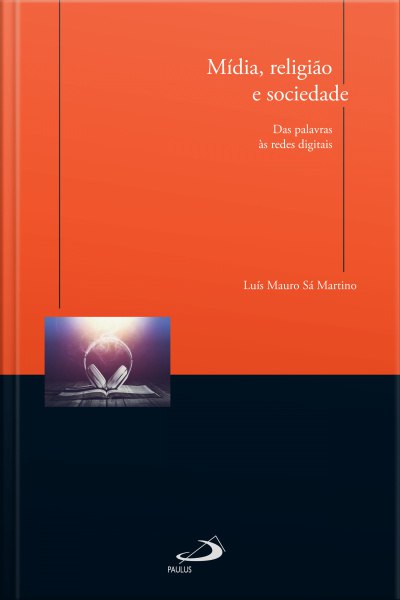 Mídia, religião
e sociedade
Das palavras
às redes digitais
Luís Mauro Sá Martino
PAULUS